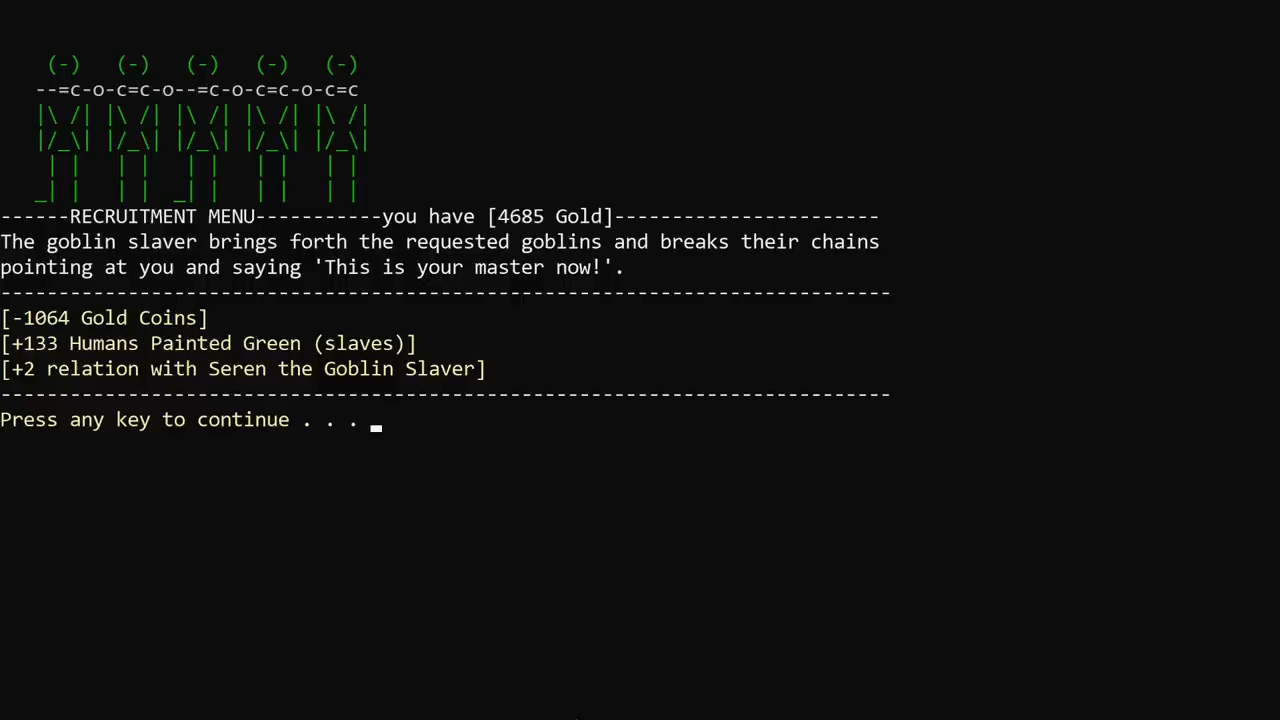 (-)   (-)   (-)   (-)   (-)
--=c-o-c=c-o--=c-o-c=c-o-c=c
|\ /| |\ /| |\ /| |\ /| |\ /|
|/_\| |/_\| |/_\| |/_\| |/_\|
| |   | |   | |   | |   | |
_| |   | |  _| |   | |   | |
------RECRUITMENT MENU-----------you have [4685 Gold]-----------------------
The goblin slaver brings forth the requested goblins and breaks their chains
pointing at you and saying 'This is your master now!'.
-----------------------------------------------------------------------------
[-1064 Gold Coins]
[+133 Humans Painted Green (slaves)]
[+2 relation with Seren the Goblin Slaver]
-----------------------------------------------------------------------------
Press any key to continue . . . _